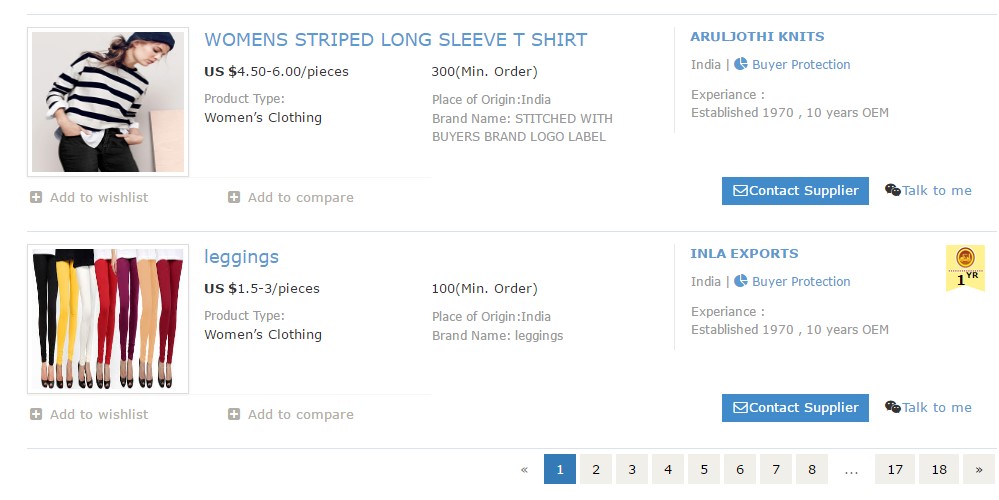 WOMENS STRIPED LONG SLEEVE T SHIRT
US $4.50-6.00/pieces
300(Min. Order)
Product Type:
Women’s Clothing
Place of Origin:India
Brand Name: STITCHED WITH
BUYERS BRAND LOGO LABEL
ARULJOTHI KNITS
India | Buyer Protection
Experiance :
Established 1970 , 10 years OEM
Add to wishlist
Add to compare
Contact Supplier
Talk to me
leggings
US $1.5-3/pieces
100(Min. Order)
Product Type:
Women’s Clothing
Place of Origin:India
Brand Name: leggings
INLA EXPORTS
India | Buyer Protection
Experiance :
Established 1970 , 10 years OEM
1 YR
Add to wishlist
Add to compare
Contact Supplier
Talk to me
« 1 2 3 4 5 6 7 8 ... 17 18 »